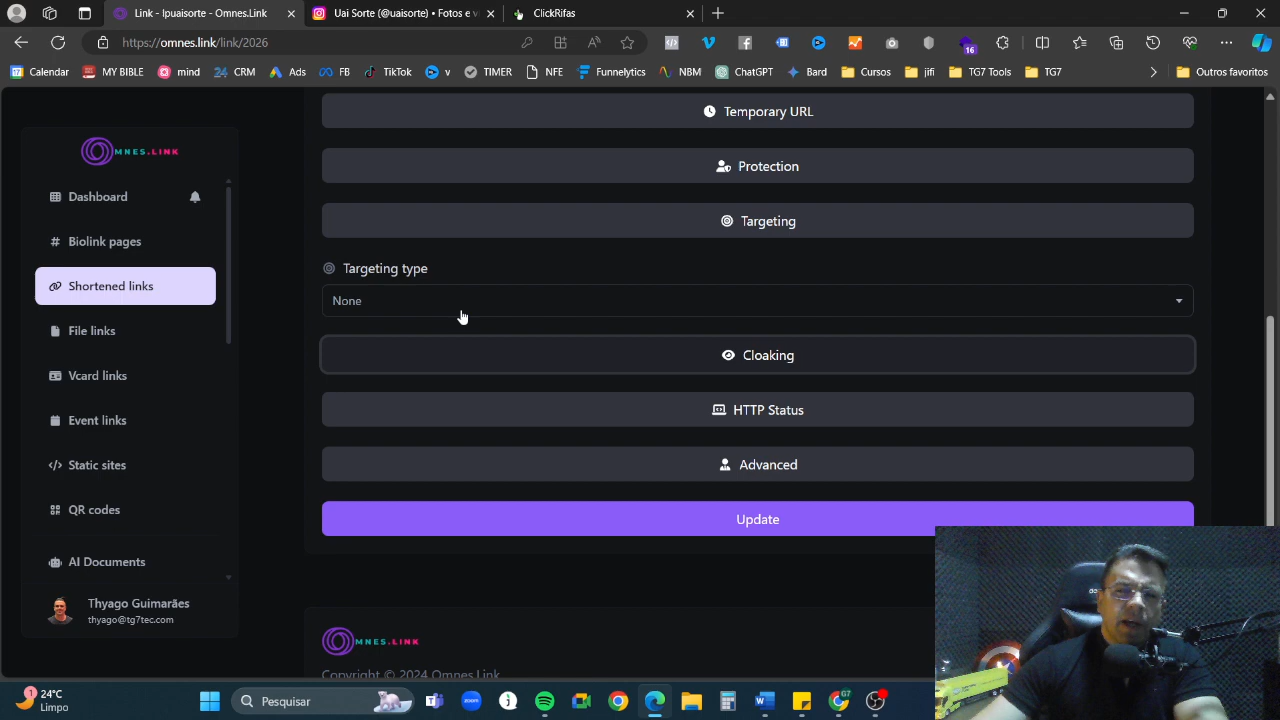 Link - Ipuaisorte - Omnes.Link
Uai Sorte (@uaisorte) • Fotos e v
ClickRifas
https://omnes.link/link/2026
16
Calendar
MY BIBLE
mind
CRM
Ads
FB
TikTok
v
TIMER
NFE
Funnelytics
NBM
ChatGPT
Bard
Cursos
jifi
TG7 Tools
TG7
Outros favoritos
MNES.LINK
Dashboard
Biolink pages
Shortened links
File links
Vcard links
Event links
Static sites
QR codes
AI Documents
Thyago Guimarães
thyago@tg7tec.com
Temporary URL
Protection
Targeting
Targeting type
None
Cloaking
HTTP Status
Advanced
Update
MNES.LINK
Copyright © 2024 Omnes.Link
1
24°C
Limpo
Pesquisar